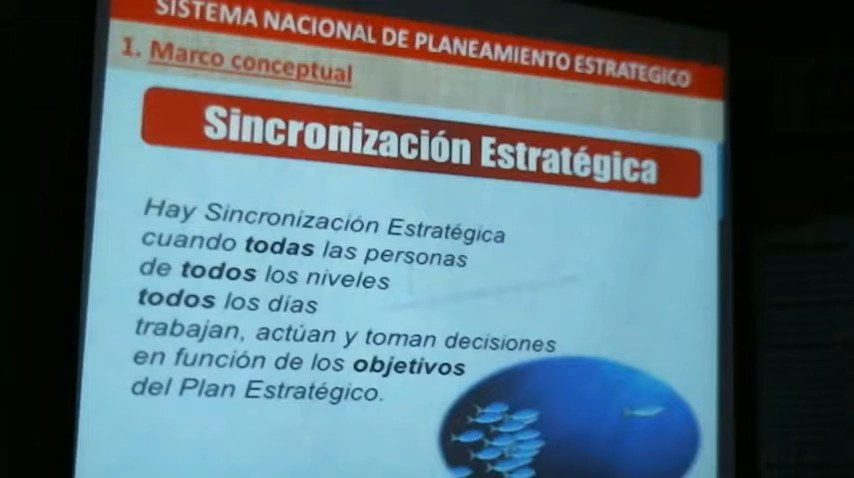 SISTEMA NACIONAL DE PLANEAMIENTO ESTRATEGICO
1. Marco conceptual
Sincronización Estratégica
Hay Sincronización Estratégica
cuando todas las personas
de todos los niveles
todos los días
trabajan, actúan y toman decisiones
en función de los objetivos
del Plan Estratégico.